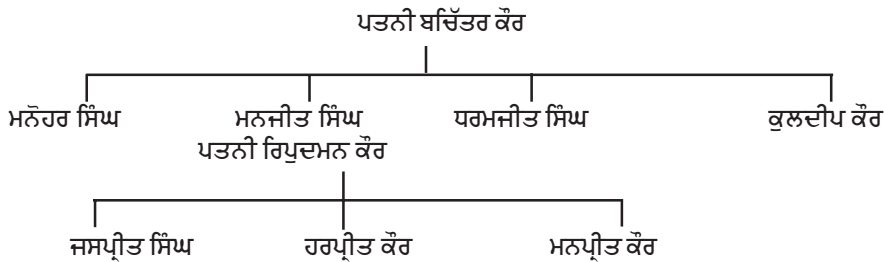 ਪਤਨੀ ਬਚਿੱਤਰ ਕੌਰ
ਮਨੋਹਰ ਸਿੰਘ ਮਨਜੀਤ ਸਿੰਘ ਧਰਮਜੀਤ ਸਿੰਘ ਕੁਲਦੀਪ ਕੌਰ
ਪਤਨੀ ਰਿਪੁਦਮਨ ਕੌਰ
ਜਸਪ੍ਰੀਤ ਸਿੰਘ ਹਰਪ੍ਰੀਤ ਕੌਰ ਮਨਪ੍ਰੀਤ ਕੌਰ